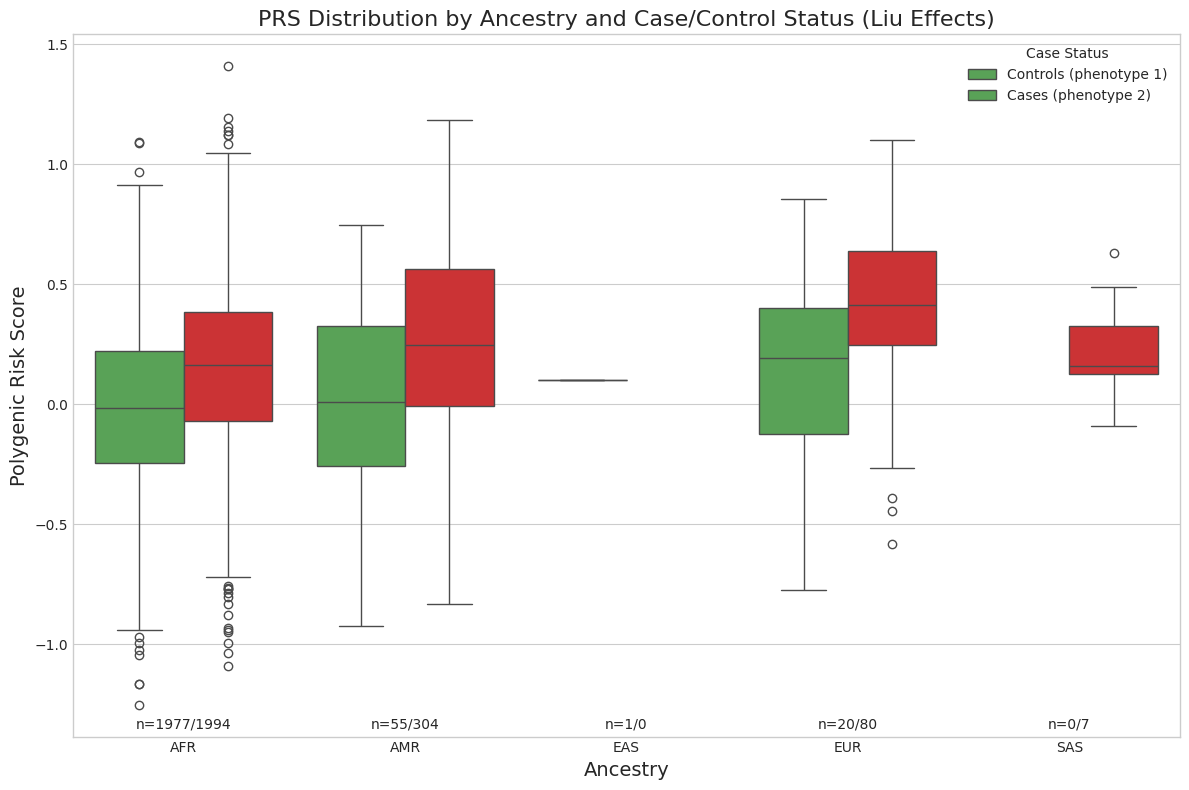 PRS Distribution by Ancestry and Case/Control Status (Liu Effects)
Case Status
Controls (phenotype 1)
Cases (phenotype 2)
Polygenic Risk Score
1.5
1.0
0.5
0.0
−0.5
−1.0
n=1977/1994
n=55/304
n=1/0
n=20/80
n=0/7
AFR
AMR
EAS
EUR
SAS
Ancestry